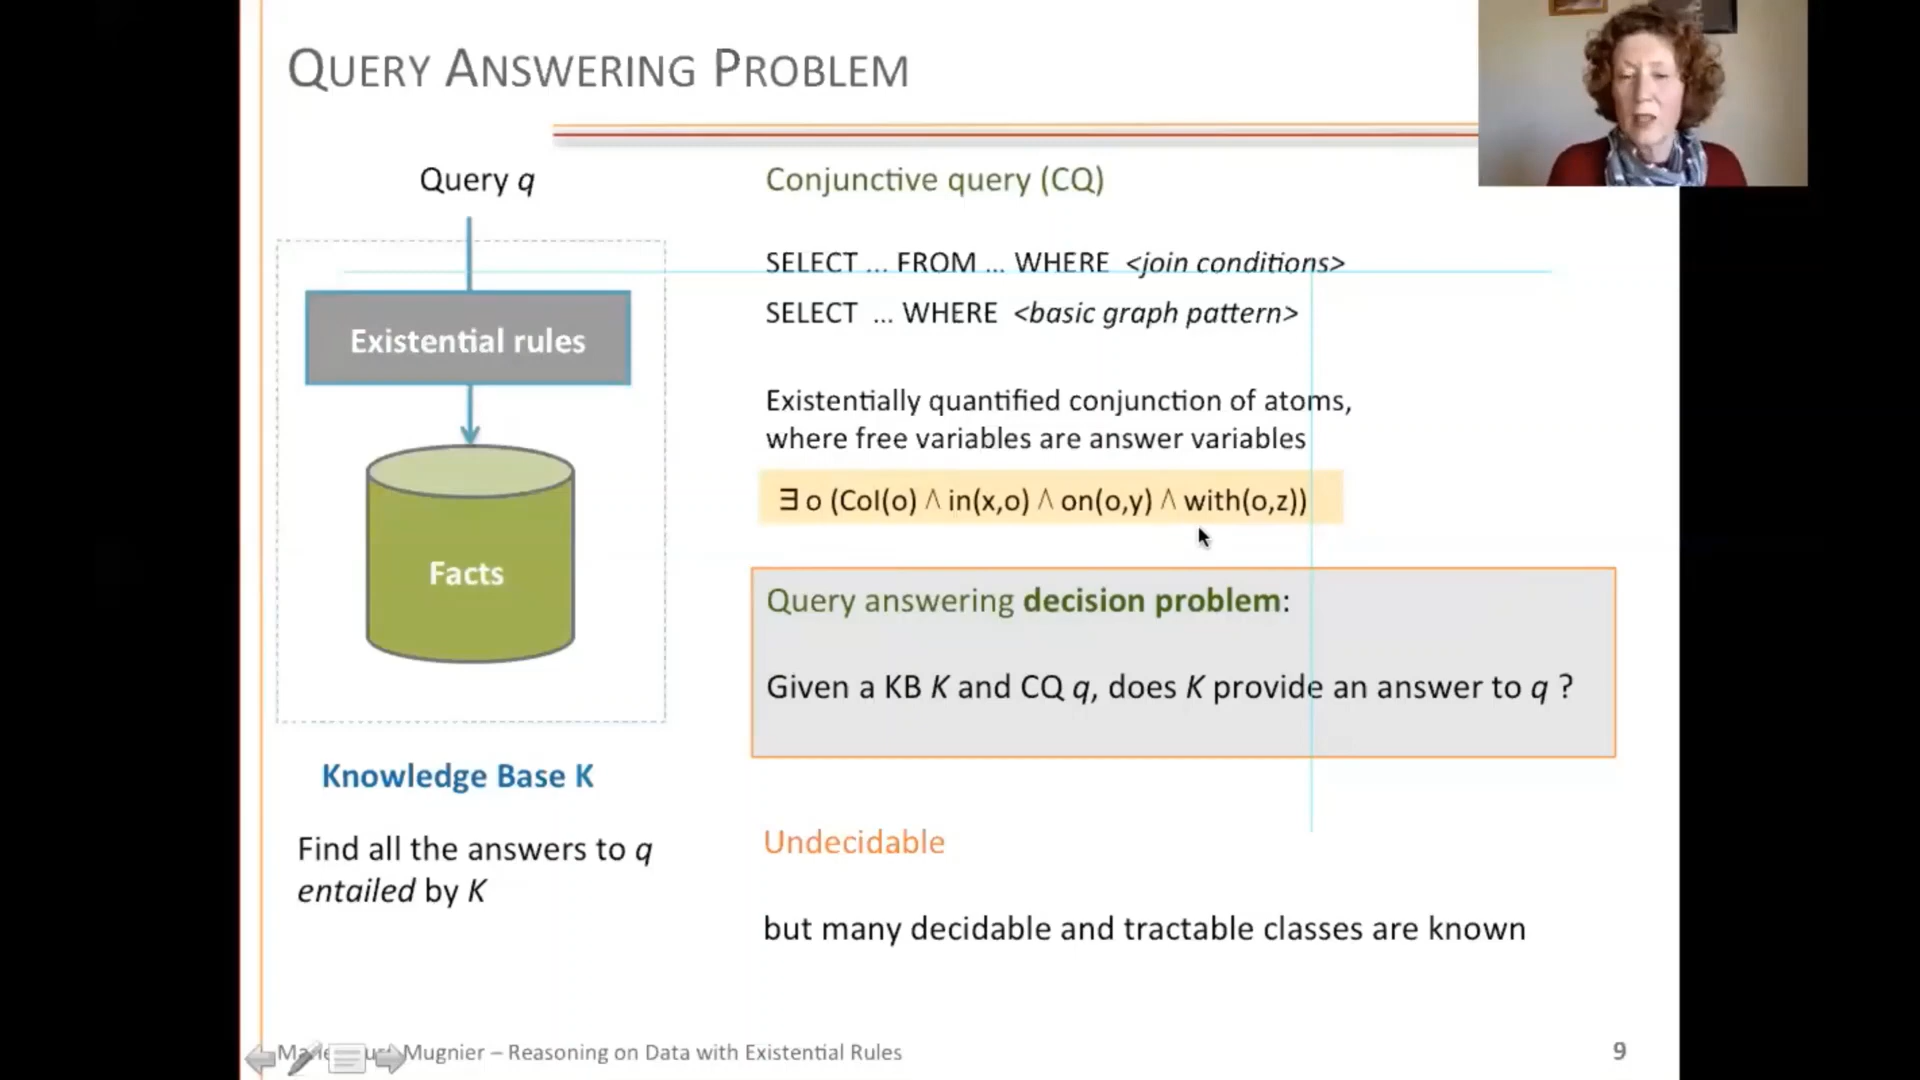 QUERY ANSWERING PROBLEM
Query q
Existential rules
Facts
Knowledge Base K
Find all the answers to q
entailed by K
Conjunctive query (CQ)
SELECT ... FROM ... WHERE <join conditions>
SELECT ... WHERE <basic graph pattern>
Existentially quantified conjunction of atoms,
where free variables are answer variables
∃ o (CoI(o) ∧ in(x,o) ∧ on(o,y) ∧ with(o,z))
Query answering decision problem:
Given a KB K and CQ q, does K provide an answer to q ?
Undecidable
but many decidable and tractable classes are known
Mugnier – Reasoning on Data with Existential Rules
9